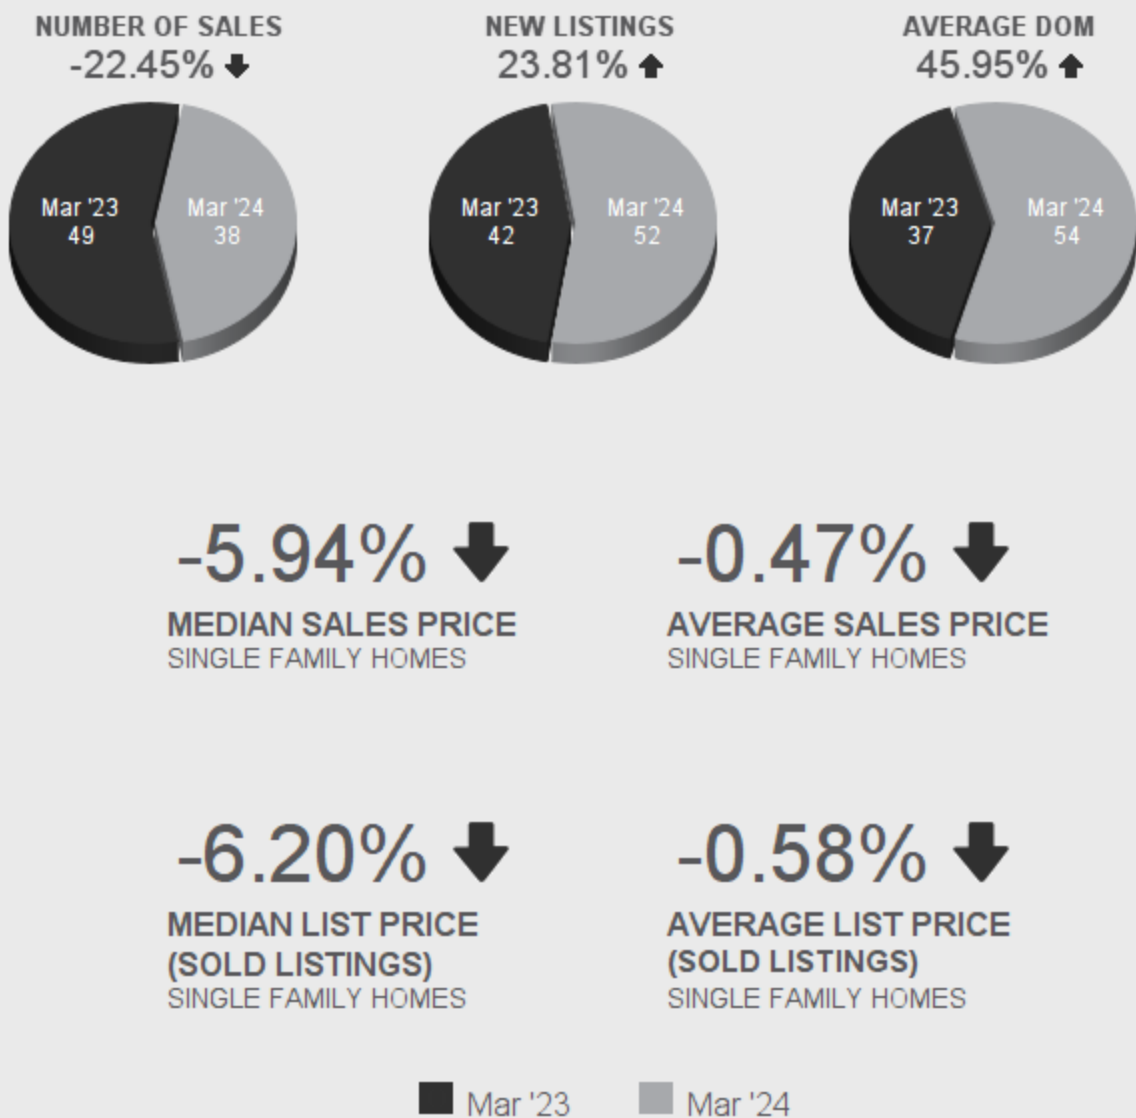 NUMBER OF SALES
-22.45%
Mar '23
49
Mar '24
38
NEW LISTINGS
23.81%
Mar '23
42
Mar '24
52
AVERAGE DOM
45.95%
Mar '23
37
Mar '24
54
-5.94%
MEDIAN SALES PRICE
SINGLE FAMILY HOMES
-0.47%
AVERAGE SALES PRICE
SINGLE FAMILY HOMES
-6.20%
MEDIAN LIST PRICE
(SOLD LISTINGS)
SINGLE FAMILY HOMES
-0.58%
AVERAGE LIST PRICE
(SOLD LISTINGS)
SINGLE FAMILY HOMES
Mar '23
Mar '24